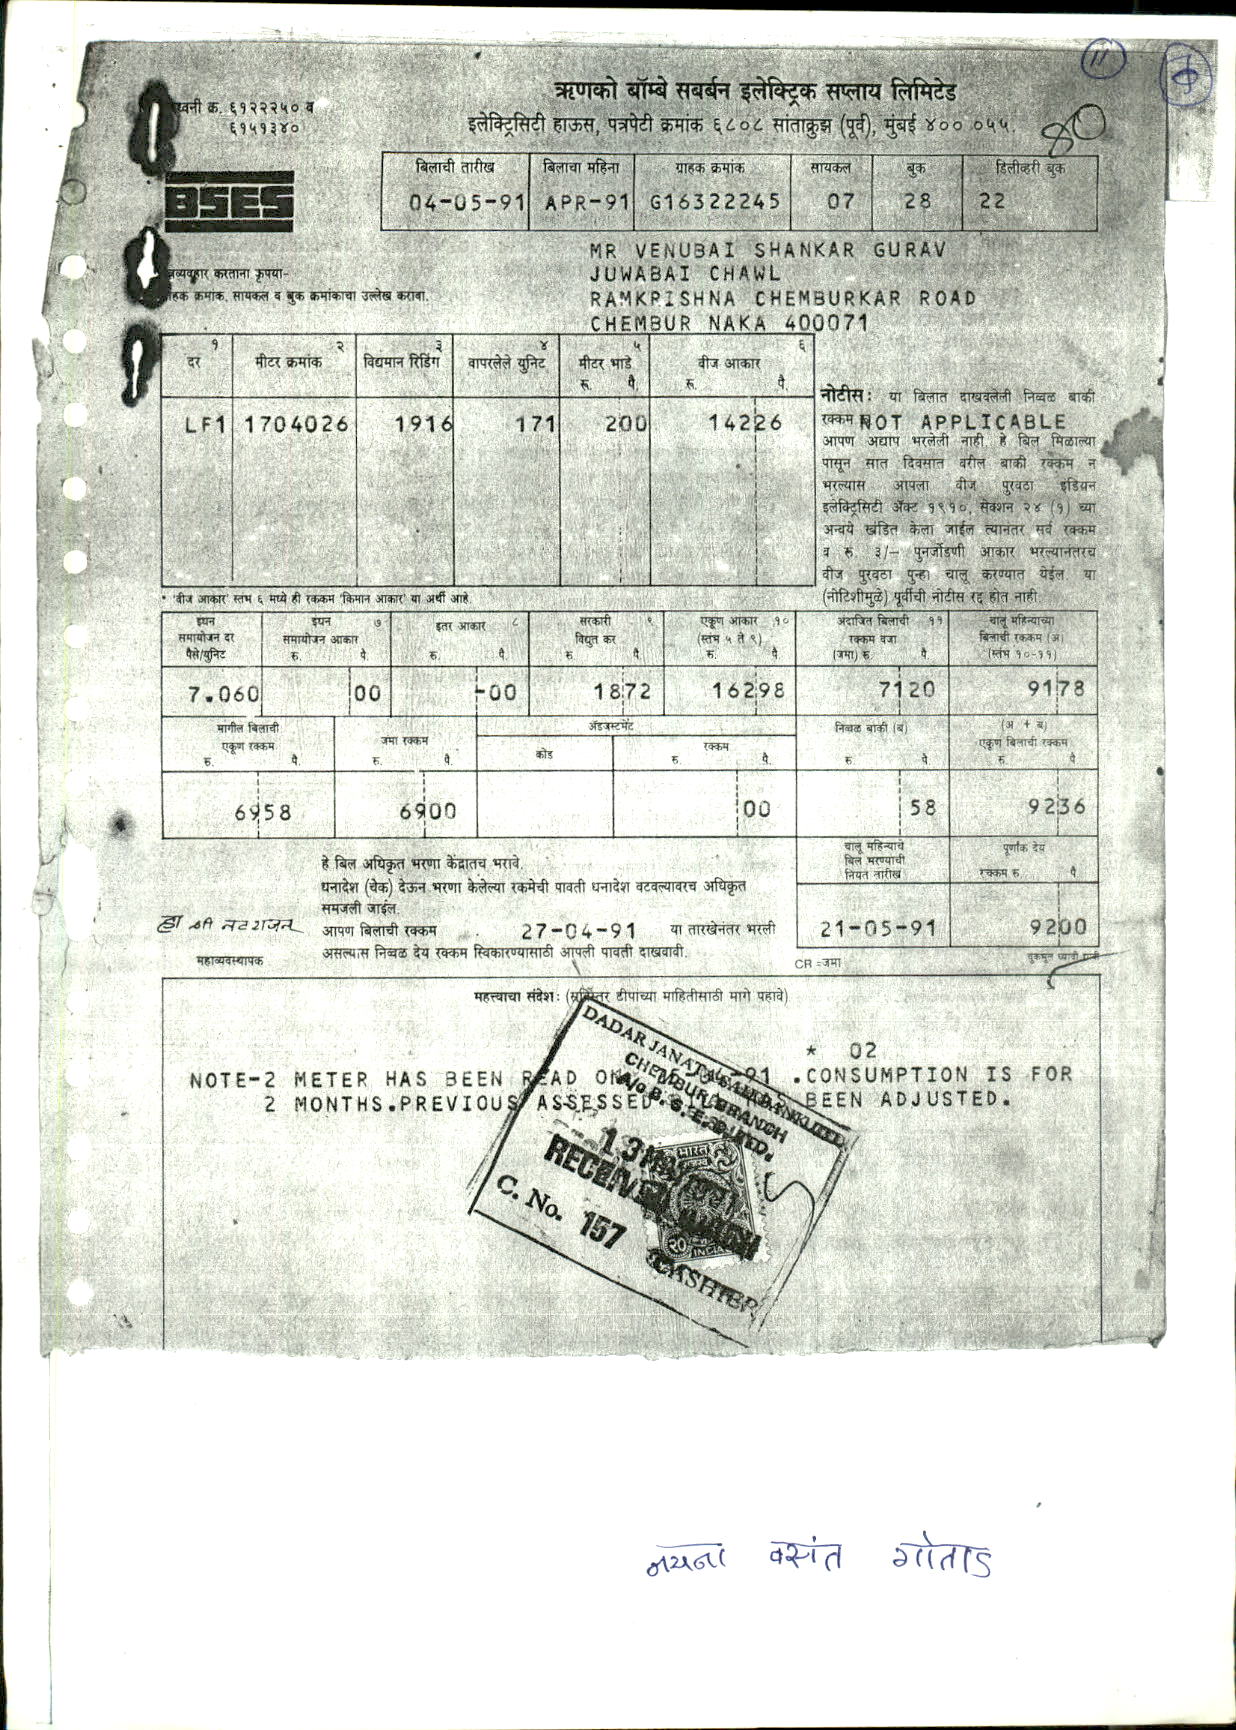 11
80
ऋणको बॉम्बे सबर्बन इलेक्ट्रिक सप्लाय लिमिटेड
ध्वनी क्र. ६१२२२५० व
६१५१३४०
इलेक्ट्रिसिटी हाऊस, पत्रपेटी क्रमांक ६८०८ सांताक्रुझ (पूर्व), मुंबई ४०० ०५५.
BSES
बिलाची तारीख बिलाचा महिना ग्राहक क्रमांक सायकल बुक डिलीव्हरी बुक
04-05-91 APR-91 G16322245 07 28 22
MR VENUBAI SHANKAR GURAV
JUWABAI CHAWL
RAMKRISHNA CHEMBURKAR ROAD
CHEMBUR NAKA 400071
व्यवहार करताना कृपया-
ग्राहक क्रमांक, सायकल व बुक क्रमांकाचा उल्लेख करावा.
१ २ ३ ४ ५ ६
दर मीटर क्रमांक विद्यमान रिडिंग वापरलेले युनिट मीटर भाडे वीज आकार
रु. पै. रु. पै.
LF1 1704026 1916 171 200 14226
नोटीस: या बिलात दाखवलेली निव्वळ बाकी
रक्कम NOT APPLICABLE
आपण अद्याप भरलेली नाही. हे बिल मिळाल्या
पासून सात दिवसात वरील बाकी रक्कम न
भरल्यास आपला वीज पुरवठा इंडियन
इलेक्ट्रिसिटी अॅक्ट १९१०, सेक्शन २४ (१) च्या
अन्वये खंडित केला जाईल त्यानंतर सर्व रक्कम
व रु. ३/- पुनर्जोडणी आकार भरल्यानंतरच
वीज पुरवठा पुन्हा चालू करण्यात येईल या
(नोटिशीमुळे) पूर्वीची नोटीस रद्द होत नाही.
* 'वीज आकार' स्तंभ ६ मध्ये ही रक्कम 'किमान आकार' या अर्थी आहे.
इंधन समायोजन दर पैसे/युनिट
इंधन ७ समायोजन आकार रु. पै.
इतर आकार ८ रु. पै.
सरकारी ९ विद्युत कर रु. पै.
एकूण आकार १० (स्तंभ ५ ते ९) रु. पै.
अंदाजित बिलाची ११ रक्कम वजा (जमा) रु. पै.
चालू महिन्याच्या बिलाची रक्कम (अ) (स्तंभ १०-११)
7.060 00 -00 1872 16298 7120 9178
मागील बिलाची एकूण रक्कम रु. पै.
जमा रक्कम रु. पै.
अॅडजस्टमेंट
कोड रक्कम रु. पै.
निव्वळ बाकी (ब) रु. पै.
(अ + ब) एकूण बिलाची रक्कम रु. पै.
6958 6900 00 58 9236
हे बिल अधिकृत भरणा केंद्रातच भरावे.
धनादेश (चेक) देऊन भरणा केलेल्या रकमेची पावती धनादेश वटवल्यावरच अधिकृत
समजली जाईल.
चालू महिन्याचे बिल भरण्याची नियत तारीख
पूर्णांक देय रक्कम रु. पै.
आपण बिलाची रक्कम 27-04-91 या तारखेनंतर भरली
21-05-91 9200
असल्यास निव्वळ देय रक्कम स्विकारण्यासाठी आपली पावती दाखवावी.
महाव्यवस्थापक
CR =जमा
महत्त्वाचा संदेश: (सविस्तर टीपाच्या माहितीसाठी मागे पहावे)
* 02
NOTE-2 METER HAS BEEN READ ON 91 .CONSUMPTION IS FOR
2 MONTHS.PREVIOUS ASSESSED BEEN ADJUSTED.
DADAR JANATA SAHAKARI BANK LTD.
CHEMBUR BRANCH
A/c B. S. E. S. LTD.
13 MAY 1991
RECEIVED
C. No. 157
CASHIER
भारत
२०
INDIA
नयना वसंत गोताड